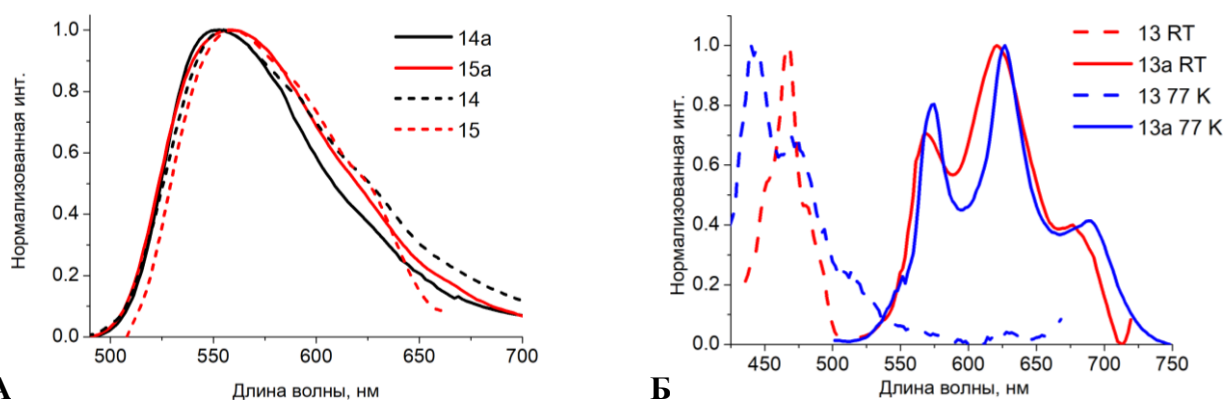 Нормализованная инт.
1.0
0.8
0.6
0.4
0.2
0.0
500
550
600
650
700
Длина волны, нм
14a
15a
14
15
А
Нормализованная инт.
1.0
0.8
0.6
0.4
0.2
0.0
450
500
550
600
650
700
750
Длина волны, нм
13 RT
13a RT
13 77 K
13a 77 K
Б